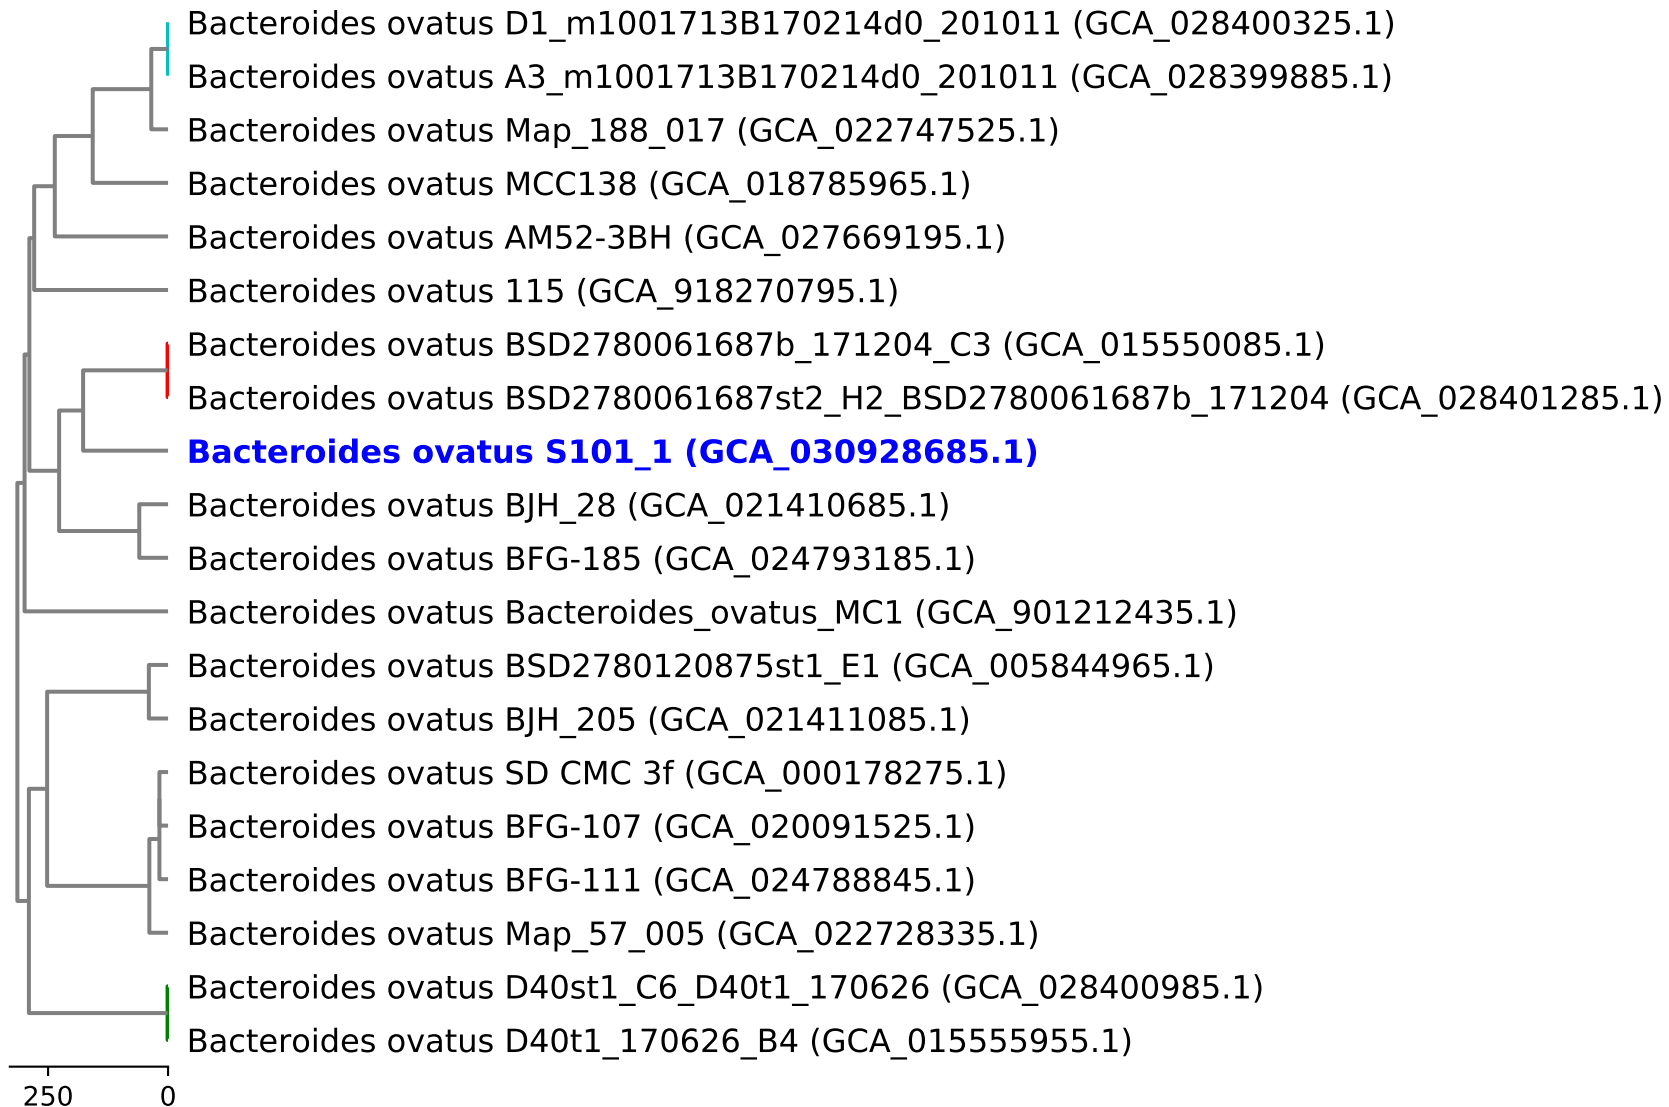 Bacteroides ovatus D1_m1001713B170214d0_201011 (GCA_028400325.1)
Bacteroides ovatus A3_m1001713B170214d0_201011 (GCA_028399885.1)
Bacteroides ovatus Map_188_017 (GCA_022747525.1)
Bacteroides ovatus MCC138 (GCA_018785965.1)
Bacteroides ovatus AM52-3BH (GCA_027669195.1)
Bacteroides ovatus 115 (GCA_918270795.1)
Bacteroides ovatus BSD2780061687b_171204_C3 (GCA_015550085.1)
Bacteroides ovatus BSD2780061687st2_H2_BSD2780061687b_171204 (GCA_028401285.1)
Bacteroides ovatus S101_1 (GCA_030928685.1)
Bacteroides ovatus BJH_28 (GCA_021410685.1)
Bacteroides ovatus BFG-185 (GCA_024793185.1)
Bacteroides ovatus Bacteroides_ovatus_MC1 (GCA_901212435.1)
Bacteroides ovatus BSD2780120875st1_E1 (GCA_005844965.1)
Bacteroides ovatus BJH_205 (GCA_021411085.1)
Bacteroides ovatus SD CMC 3f (GCA_000178275.1)
Bacteroides ovatus BFG-107 (GCA_020091525.1)
Bacteroides ovatus BFG-111 (GCA_024788845.1)
Bacteroides ovatus Map_57_005 (GCA_022728335.1)
Bacteroides ovatus D40st1_C6_D40t1_170626 (GCA_028400985.1)
Bacteroides ovatus D40t1_170626_B4 (GCA_015555955.1)
250 0